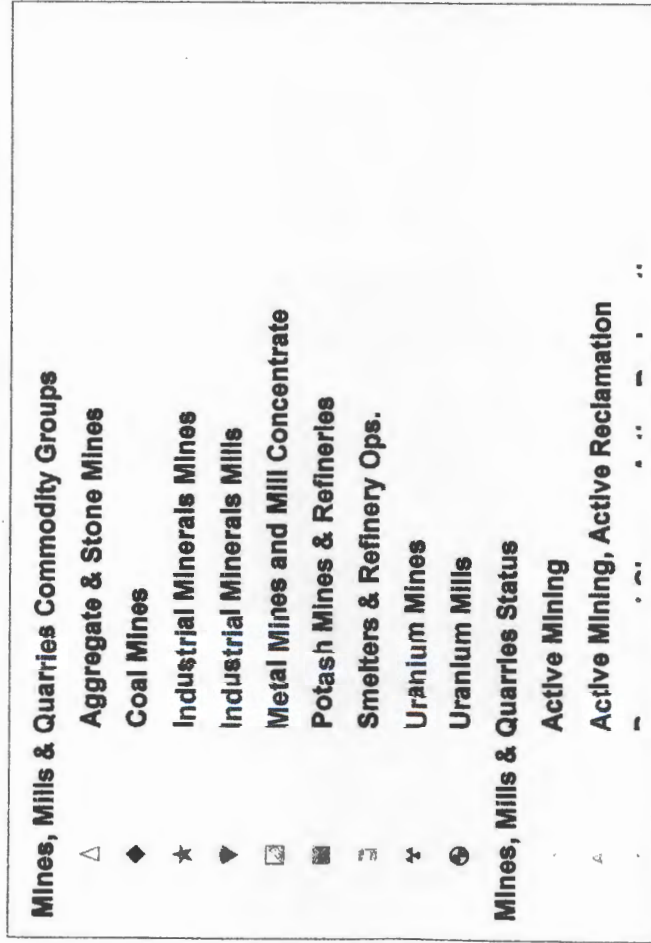 Mines, Mills & Quarries Commodity Groups
Aggregate & Stone Mines
Coal Mines
Industrial Minerals Mines
Industrial Minerals Mills
Metal Mines and Mill Concentrate
Potash Mines & Refineries
Smelters & Refinery Ops.
Uranium Mines
Uranium Mills
Mines, Mills & Quarries Status
Active Mining
Active Mining, Active Reclamation